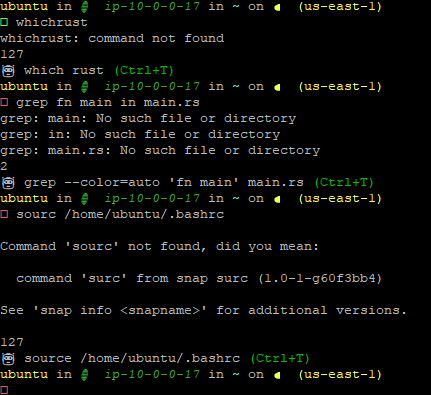 ubuntu in ip-10-0-0-17 in ~ on (us-east-1)
whichrust
whichrust: command not found
127
which rust (Ctrl+T)
ubuntu in ip-10-0-0-17 in ~ on (us-east-1)
grep fn main in main.rs
grep: main: No such file or directory
grep: in: No such file or directory
grep: main.rs: No such file or directory
2
grep --color=auto 'fn main' main.rs (Ctrl+T)
ubuntu in ip-10-0-0-17 in ~ on (us-east-1)
sourc /home/ubuntu/.bashrc
Command 'sourc' not found, did you mean:
command 'surc' from snap surc (1.0-1-g60f3bb4)
See 'snap info <snapname>' for additional versions.
127
source /home/ubuntu/.bashrc (Ctrl+T)
ubuntu in ip-10-0-0-17 in ~ on (us-east-1)